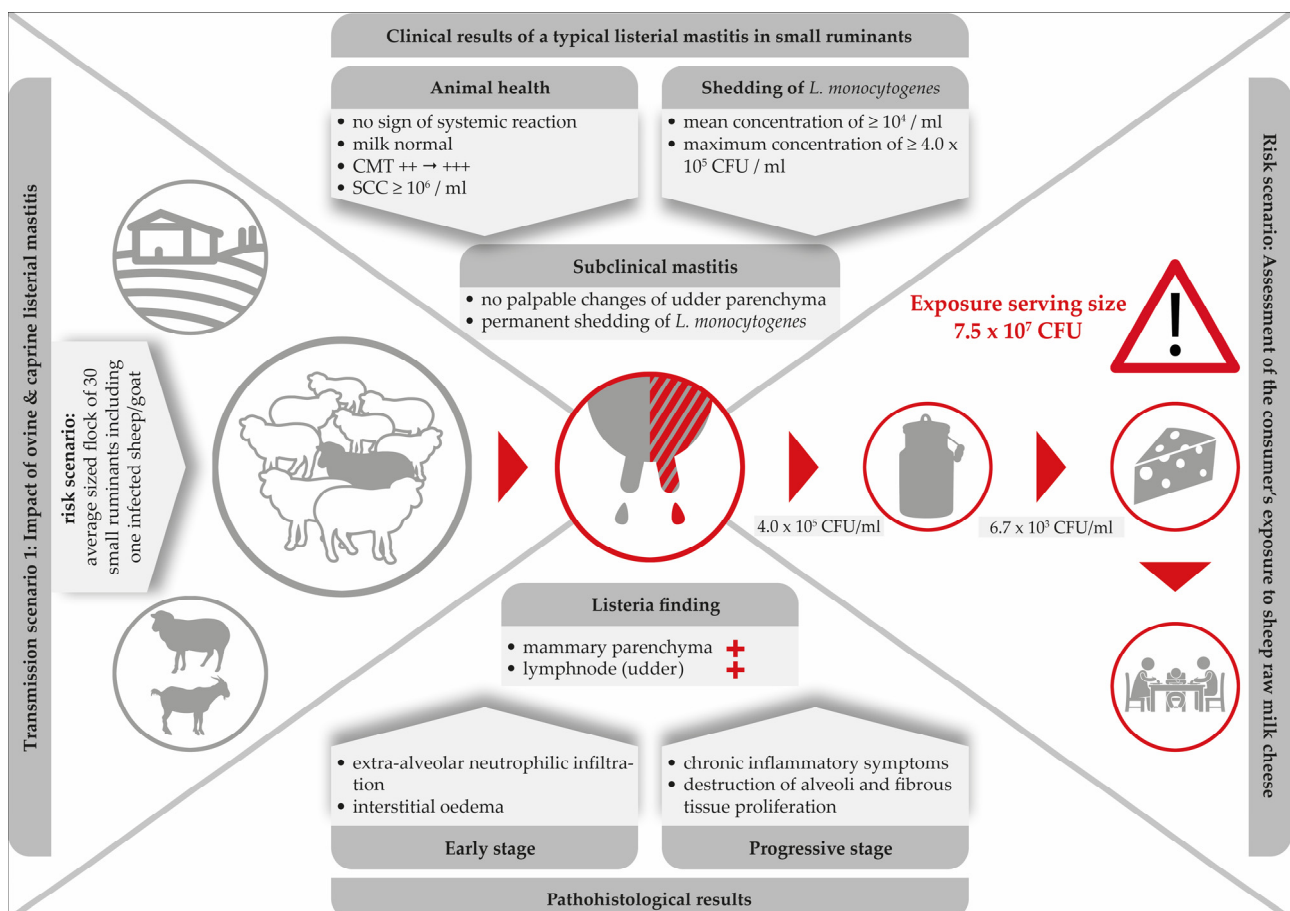 Clinical results of a typical listerial mastitis in small ruminants
Animal health
• no sign of systemic reaction
• milk normal
• CMT ++ → +++
• SCC ≥ 10⁶ / ml
Shedding of L. monocytogenes
• mean concentration of ≥ 10⁴ / ml
• maximum concentration of ≥ 4.0 x
10⁵ CFU / ml
Subclinical mastitis
• no palpable changes of udder parenchyma
• permanent shedding of L. monocytogenes
Transmission scenario 1: Impact of ovine & caprine listerial mastitis
risk scenario:
average sized flock of 30
small ruminants including
one infected sheep/goat
4.0 x 10⁵ CFU/ml
6.7 x 10³ CFU/ml
Exposure serving size
7.5 x 10⁷ CFU
!
Risk scenario: Assessment of the consumer's exposure to sheep raw milk cheese
Listeria finding
• mammary parenchyma +
• lymphnode (udder) +
• extra-alveolar neutrophilic infiltra-
tion
• interstitial oedema
Early stage
• chronic inflammatory symptoms
• destruction of alveoli and fibrous
tissue proliferation
Progressive stage
Pathohistological results